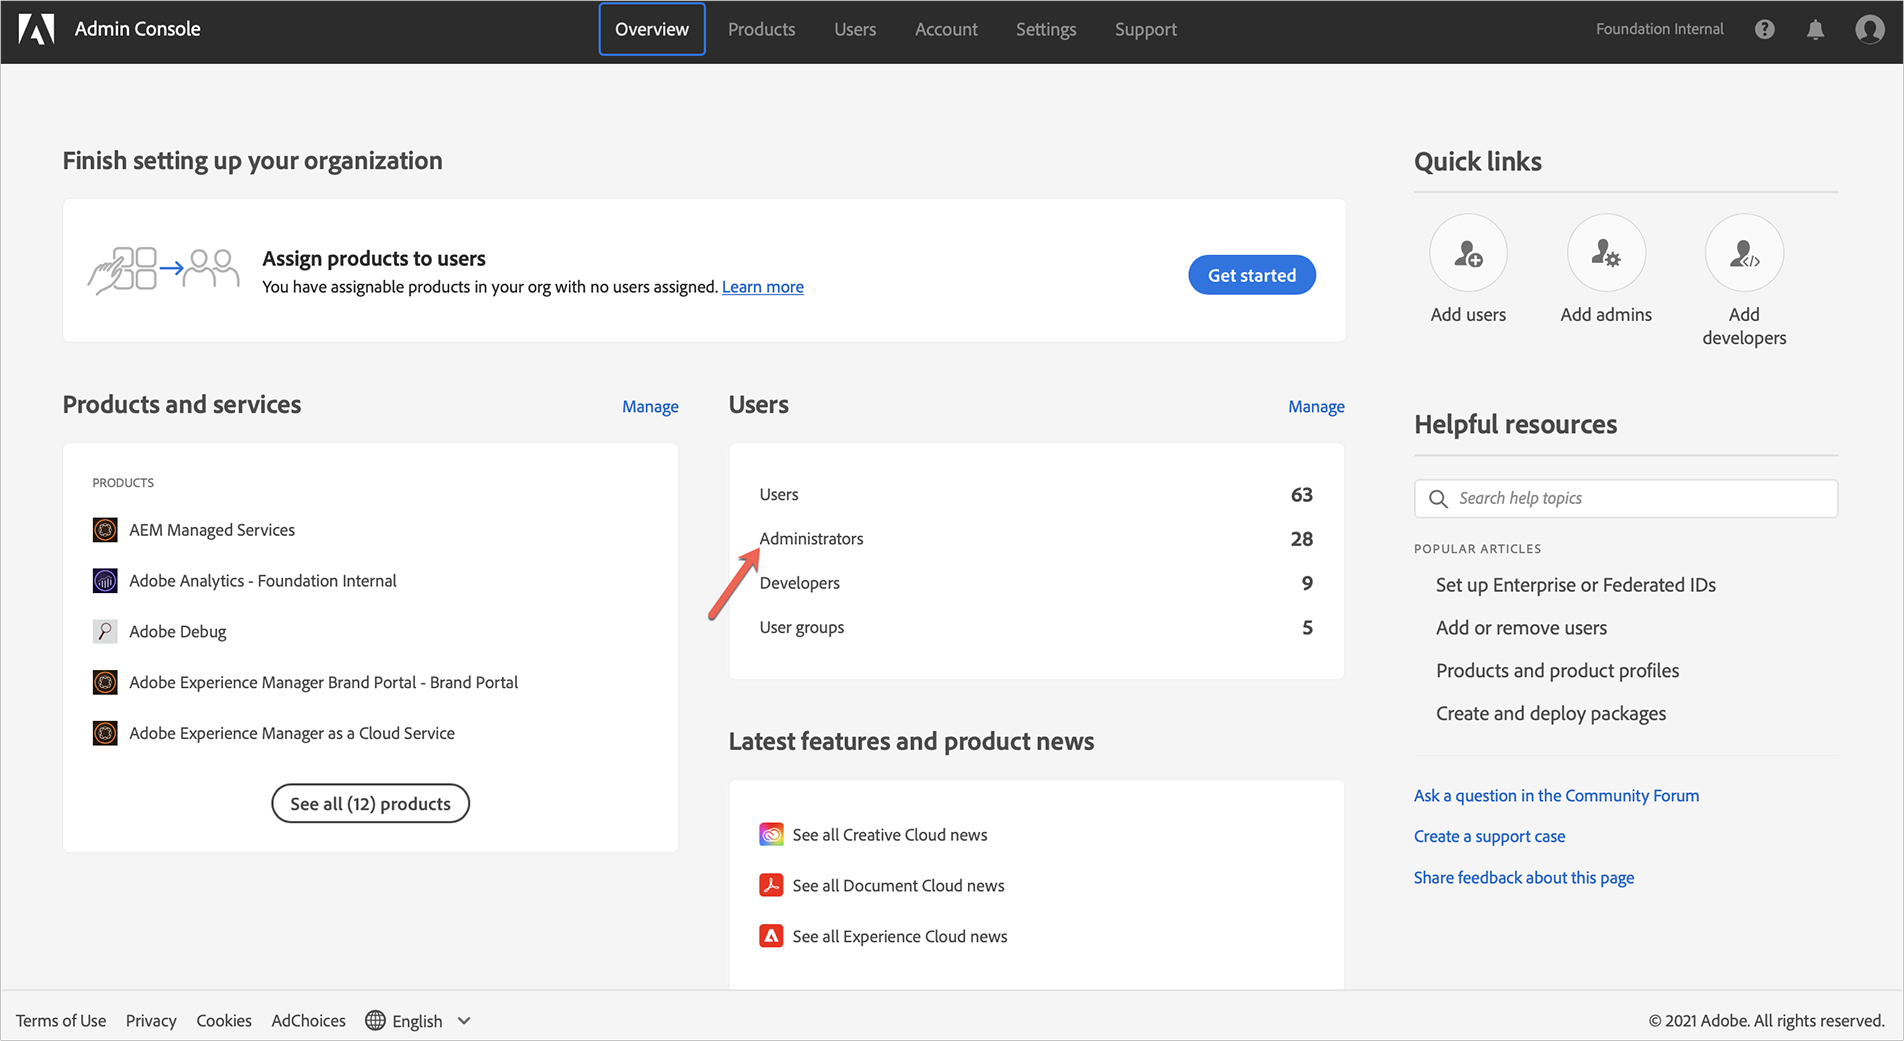 Admin Console
Overview
Products
Users
Account
Settings
Support
Foundation Internal
Finish setting up your organization
Assign products to users
You have assignable products in your org with no users assigned. Learn more
Get started
Products and services
Manage
PRODUCTS
AEM Managed Services
Adobe Analytics - Foundation Internal
Adobe Debug
Adobe Experience Manager Brand Portal - Brand Portal
Adobe Experience Manager as a Cloud Service
See all (12) products
Users
Manage
Users 63
Administrators 28
Developers 9
User groups 5
Latest features and product news
See all Creative Cloud news
See all Document Cloud news
See all Experience Cloud news
Quick links
Add users
Add admins
Add
developers
Helpful resources
Search help topics
POPULAR ARTICLES
Set up Enterprise or Federated IDs
Add or remove users
Products and product profiles
Create and deploy packages
Ask a question in the Community Forum
Create a support case
Share feedback about this page
Terms of Use
Privacy
Cookies
AdChoices
English
© 2021 Adobe. All rights reserved.